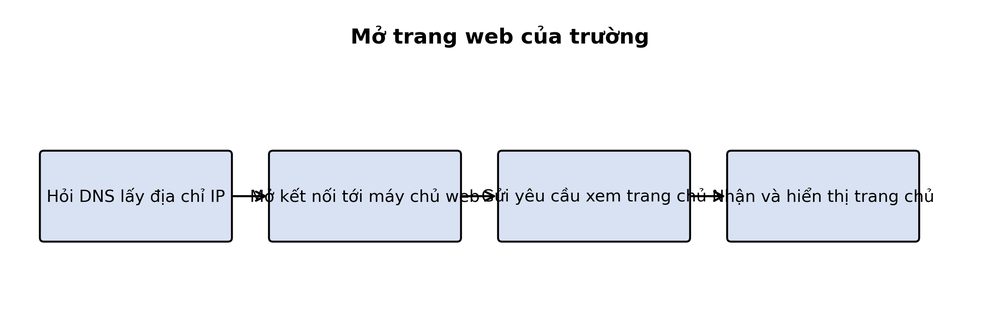 Mở trang web của trường
Hỏi DNS lấy địa chỉ IP
Mở kết nối tới máy chủ web
Gửi yêu cầu xem trang chủ
Nhận và hiển thị trang chủ